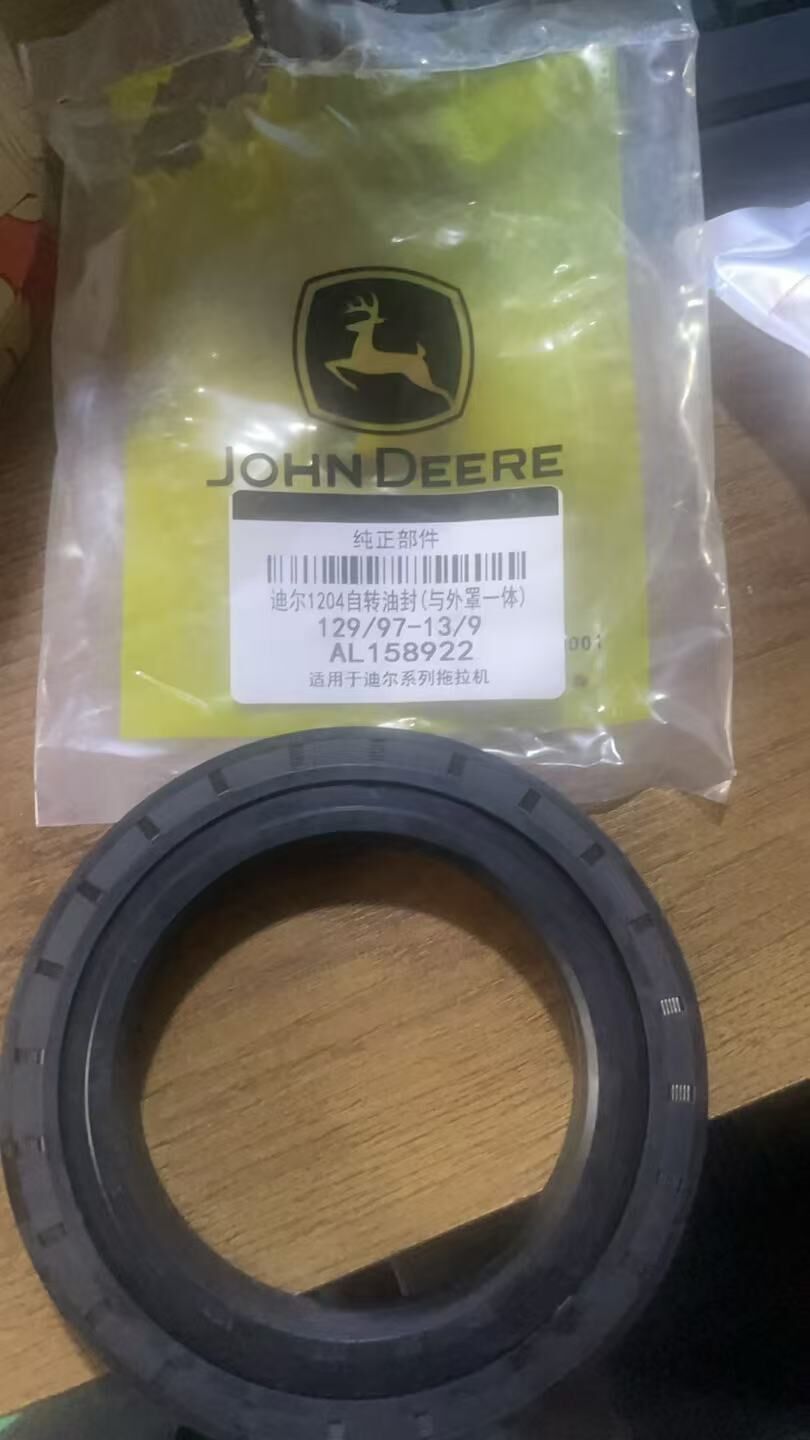 JOHN DEERE
纯正部件
迪尔1204自转油封(与外罩一体)
129/97-13/9
AL158922
001
适用于迪尔系列拖拉机